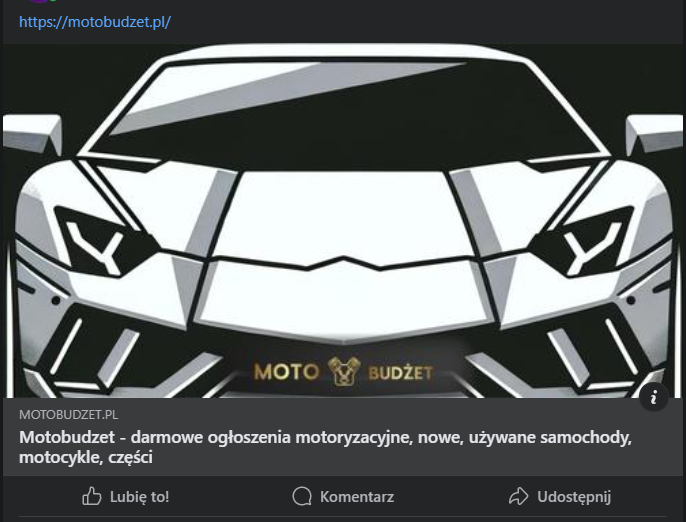 https://motobudzet.pl/
MOTO BUDŻET
MOTOBUDZET.PL
Motobudzet - darmowe ogłoszenia motoryzacyjne, nowe, używane samochody,
motocykle, części
Lubię to! Komentarz Udostępnij